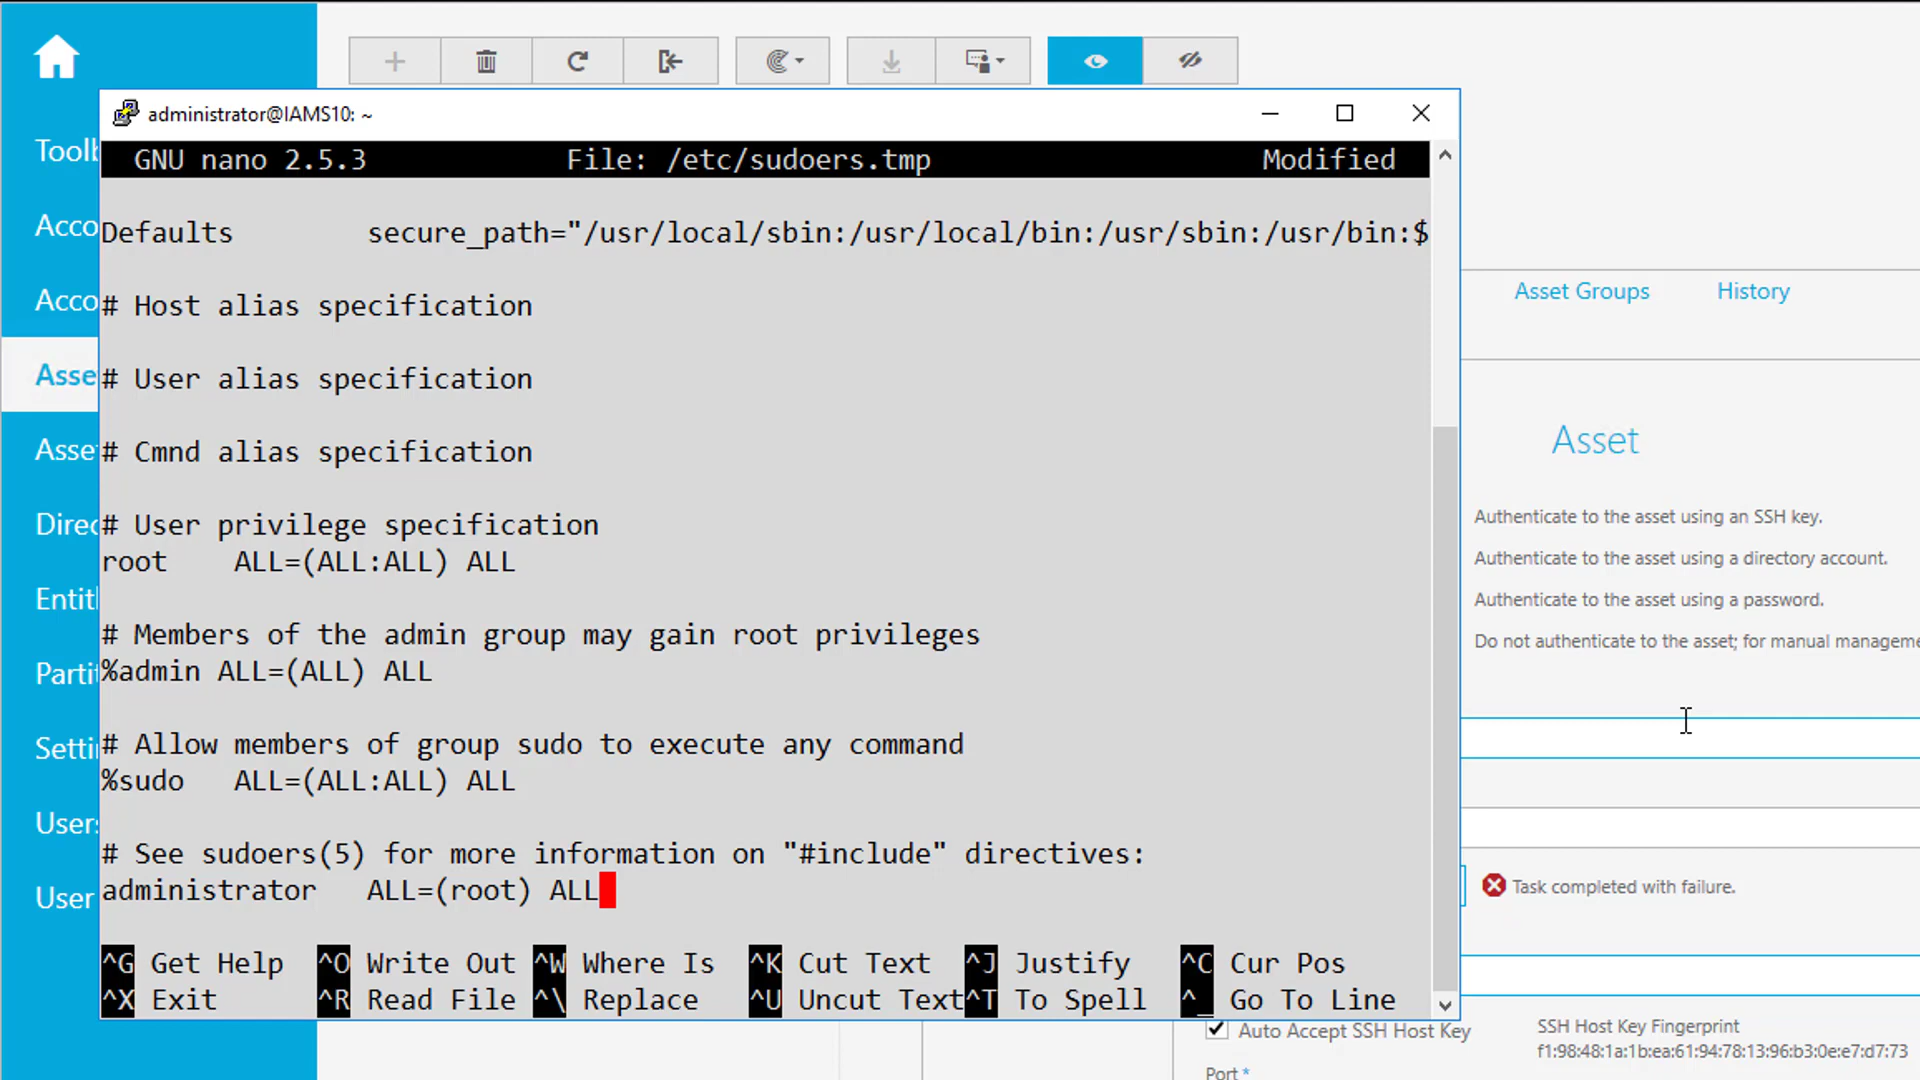 administrator@IAMS10: ~
GNU nano 2.5.3 File: /etc/sudoers.tmp Modified
Defaults secure_path="/usr/local/sbin:/usr/local/bin:/usr/sbin:/usr/bin:$
# Host alias specification
# User alias specification
# Cmnd alias specification
# User privilege specification
root ALL=(ALL:ALL) ALL
# Members of the admin group may gain root privileges
%admin ALL=(ALL) ALL
# Allow members of group sudo to execute any command
%sudo ALL=(ALL:ALL) ALL
# See sudoers(5) for more information on "#include" directives:
administrator ALL=(root) ALL
^G Get Help ^O Write Out ^W Where Is ^K Cut Text ^J Justify ^C Cur Pos
^X Exit ^R Read File ^\ Replace ^U Uncut Text ^T To Spell ^_ Go To Line
Toolb
Acco
Acco
Asse
Asset
Direc
Entitl
Partit
Settin
Users
User
Asset Groups History
Asset
Authenticate to the asset using an SSH key.
Authenticate to the asset using a directory account.
Authenticate to the asset using a password.
Do not authenticate to the asset; for manual manageme
Task completed with failure.
Auto Accept SSH Host Key
SSH Host Key Fingerprint
f1:98:48:1a:1b:ea:61:94:78:13:96:b3:0e:e7:d7:73
Port *